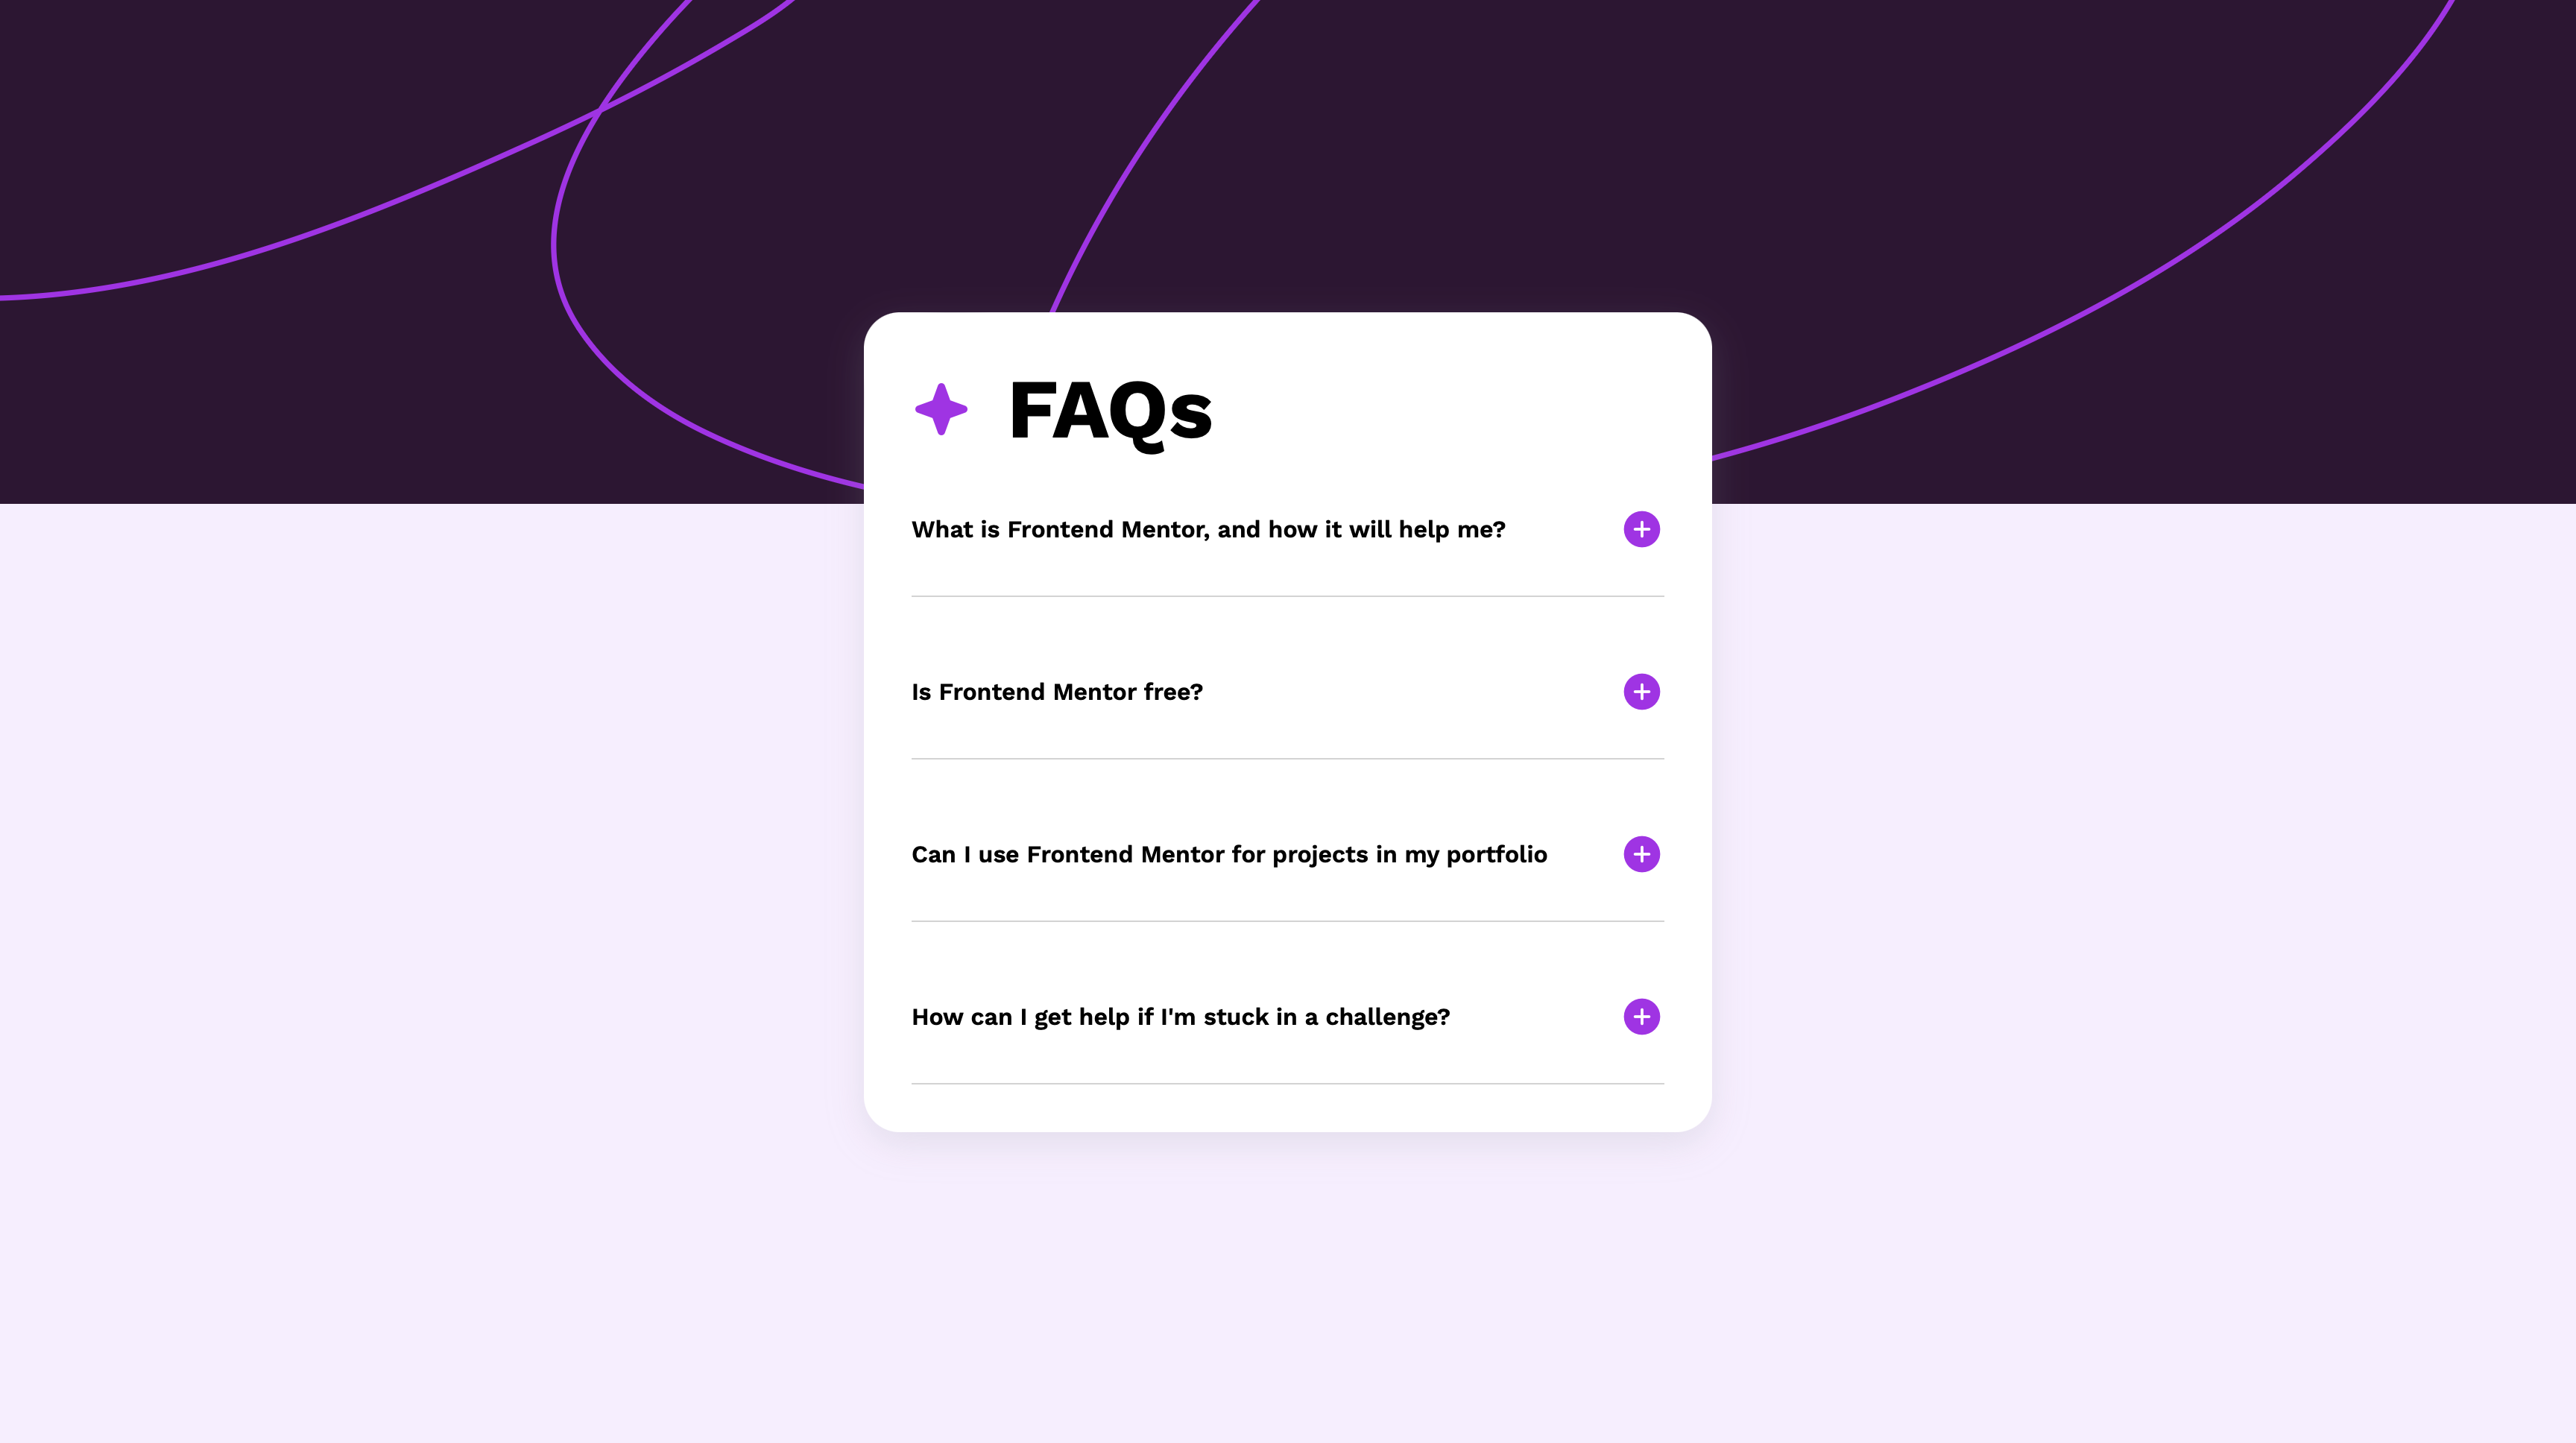 FAQs
What is Frontend Mentor, and how it will help me?
Is Frontend Mentor free?
Can I use Frontend Mentor for projects in my portfolio
How can I get help if I'm stuck in a challenge?